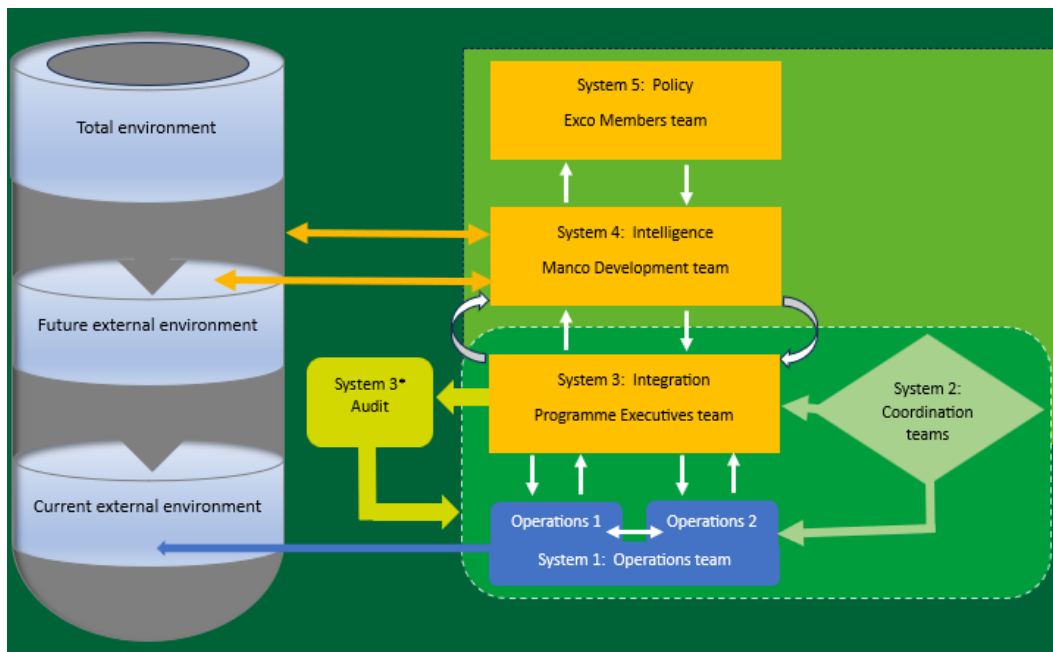 Total environment
Future external environment
Current external environment
System 5:  Policy
Exco Members team
System 4:  Intelligence
Manco Development team
System 3:  Integration
Programme Executives team
System 3*
Audit
System 2:
Coordination
teams
Operations 1
Operations 2
System 1:  Operations team